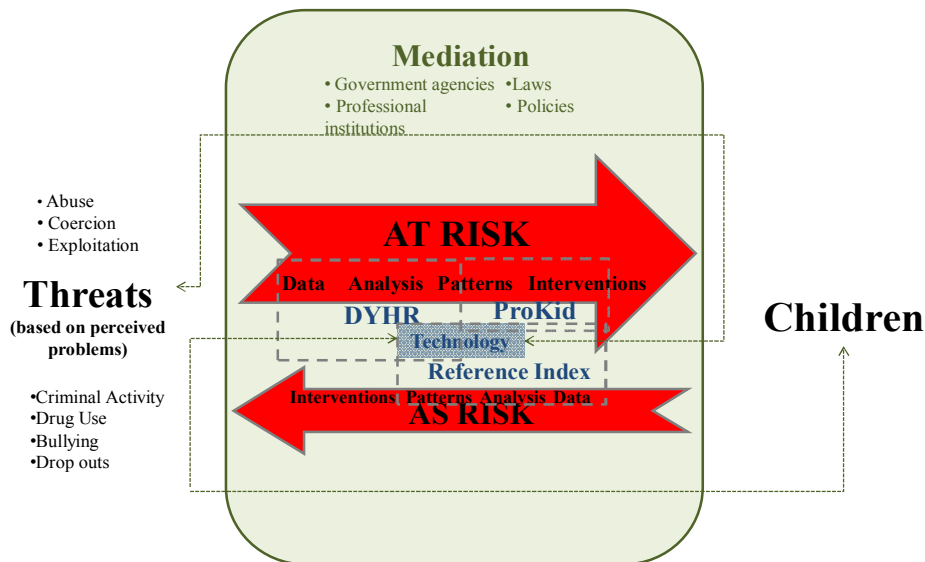 Mediation
• Government agencies •Laws
• Professional • Policies
institutions
• Abuse
• Coercion
• Exploitation
AT RISK
Data Analysis Patterns Interventions
Threats
(based on perceived
problems)
DYHR ProKid
Technology
Children
Reference Index
•Criminal Activity
•Drug Use
•Bullying
•Drop outs
Interventions Patterns Analysis Data
AS RISK